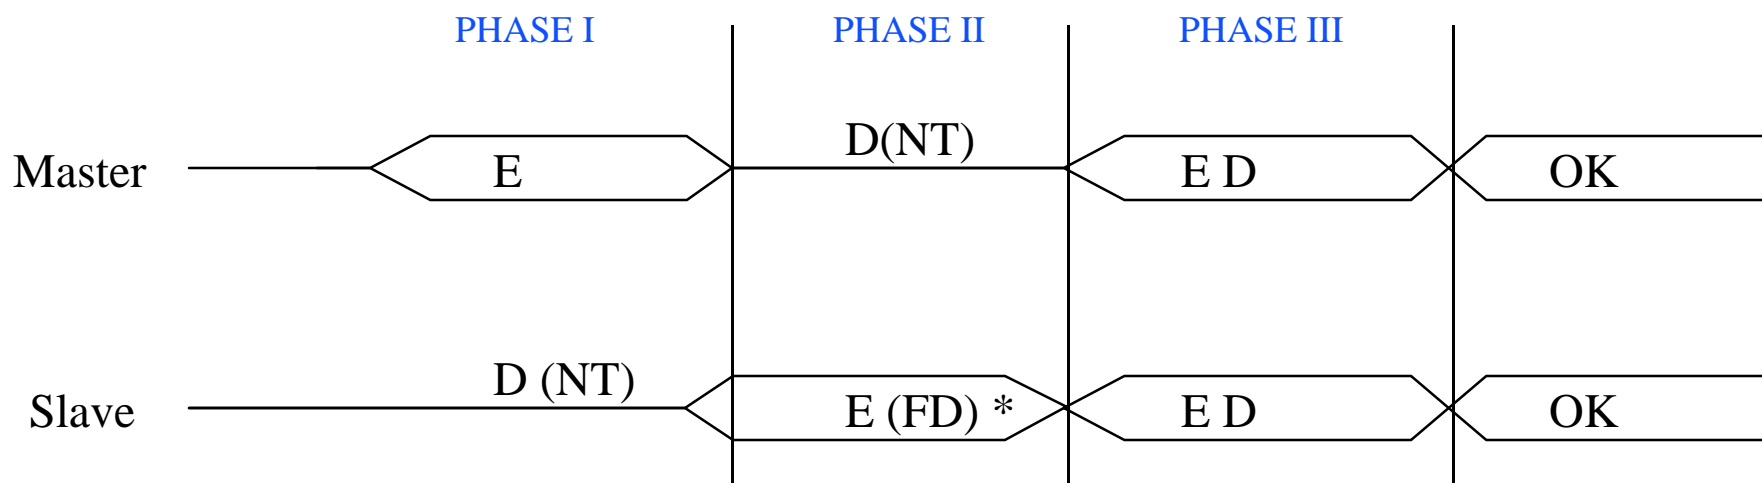 PHASE I PHASE II PHASE III
D(NT)
Master E E D OK
D (NT)
Slave E (FD) * E D OK